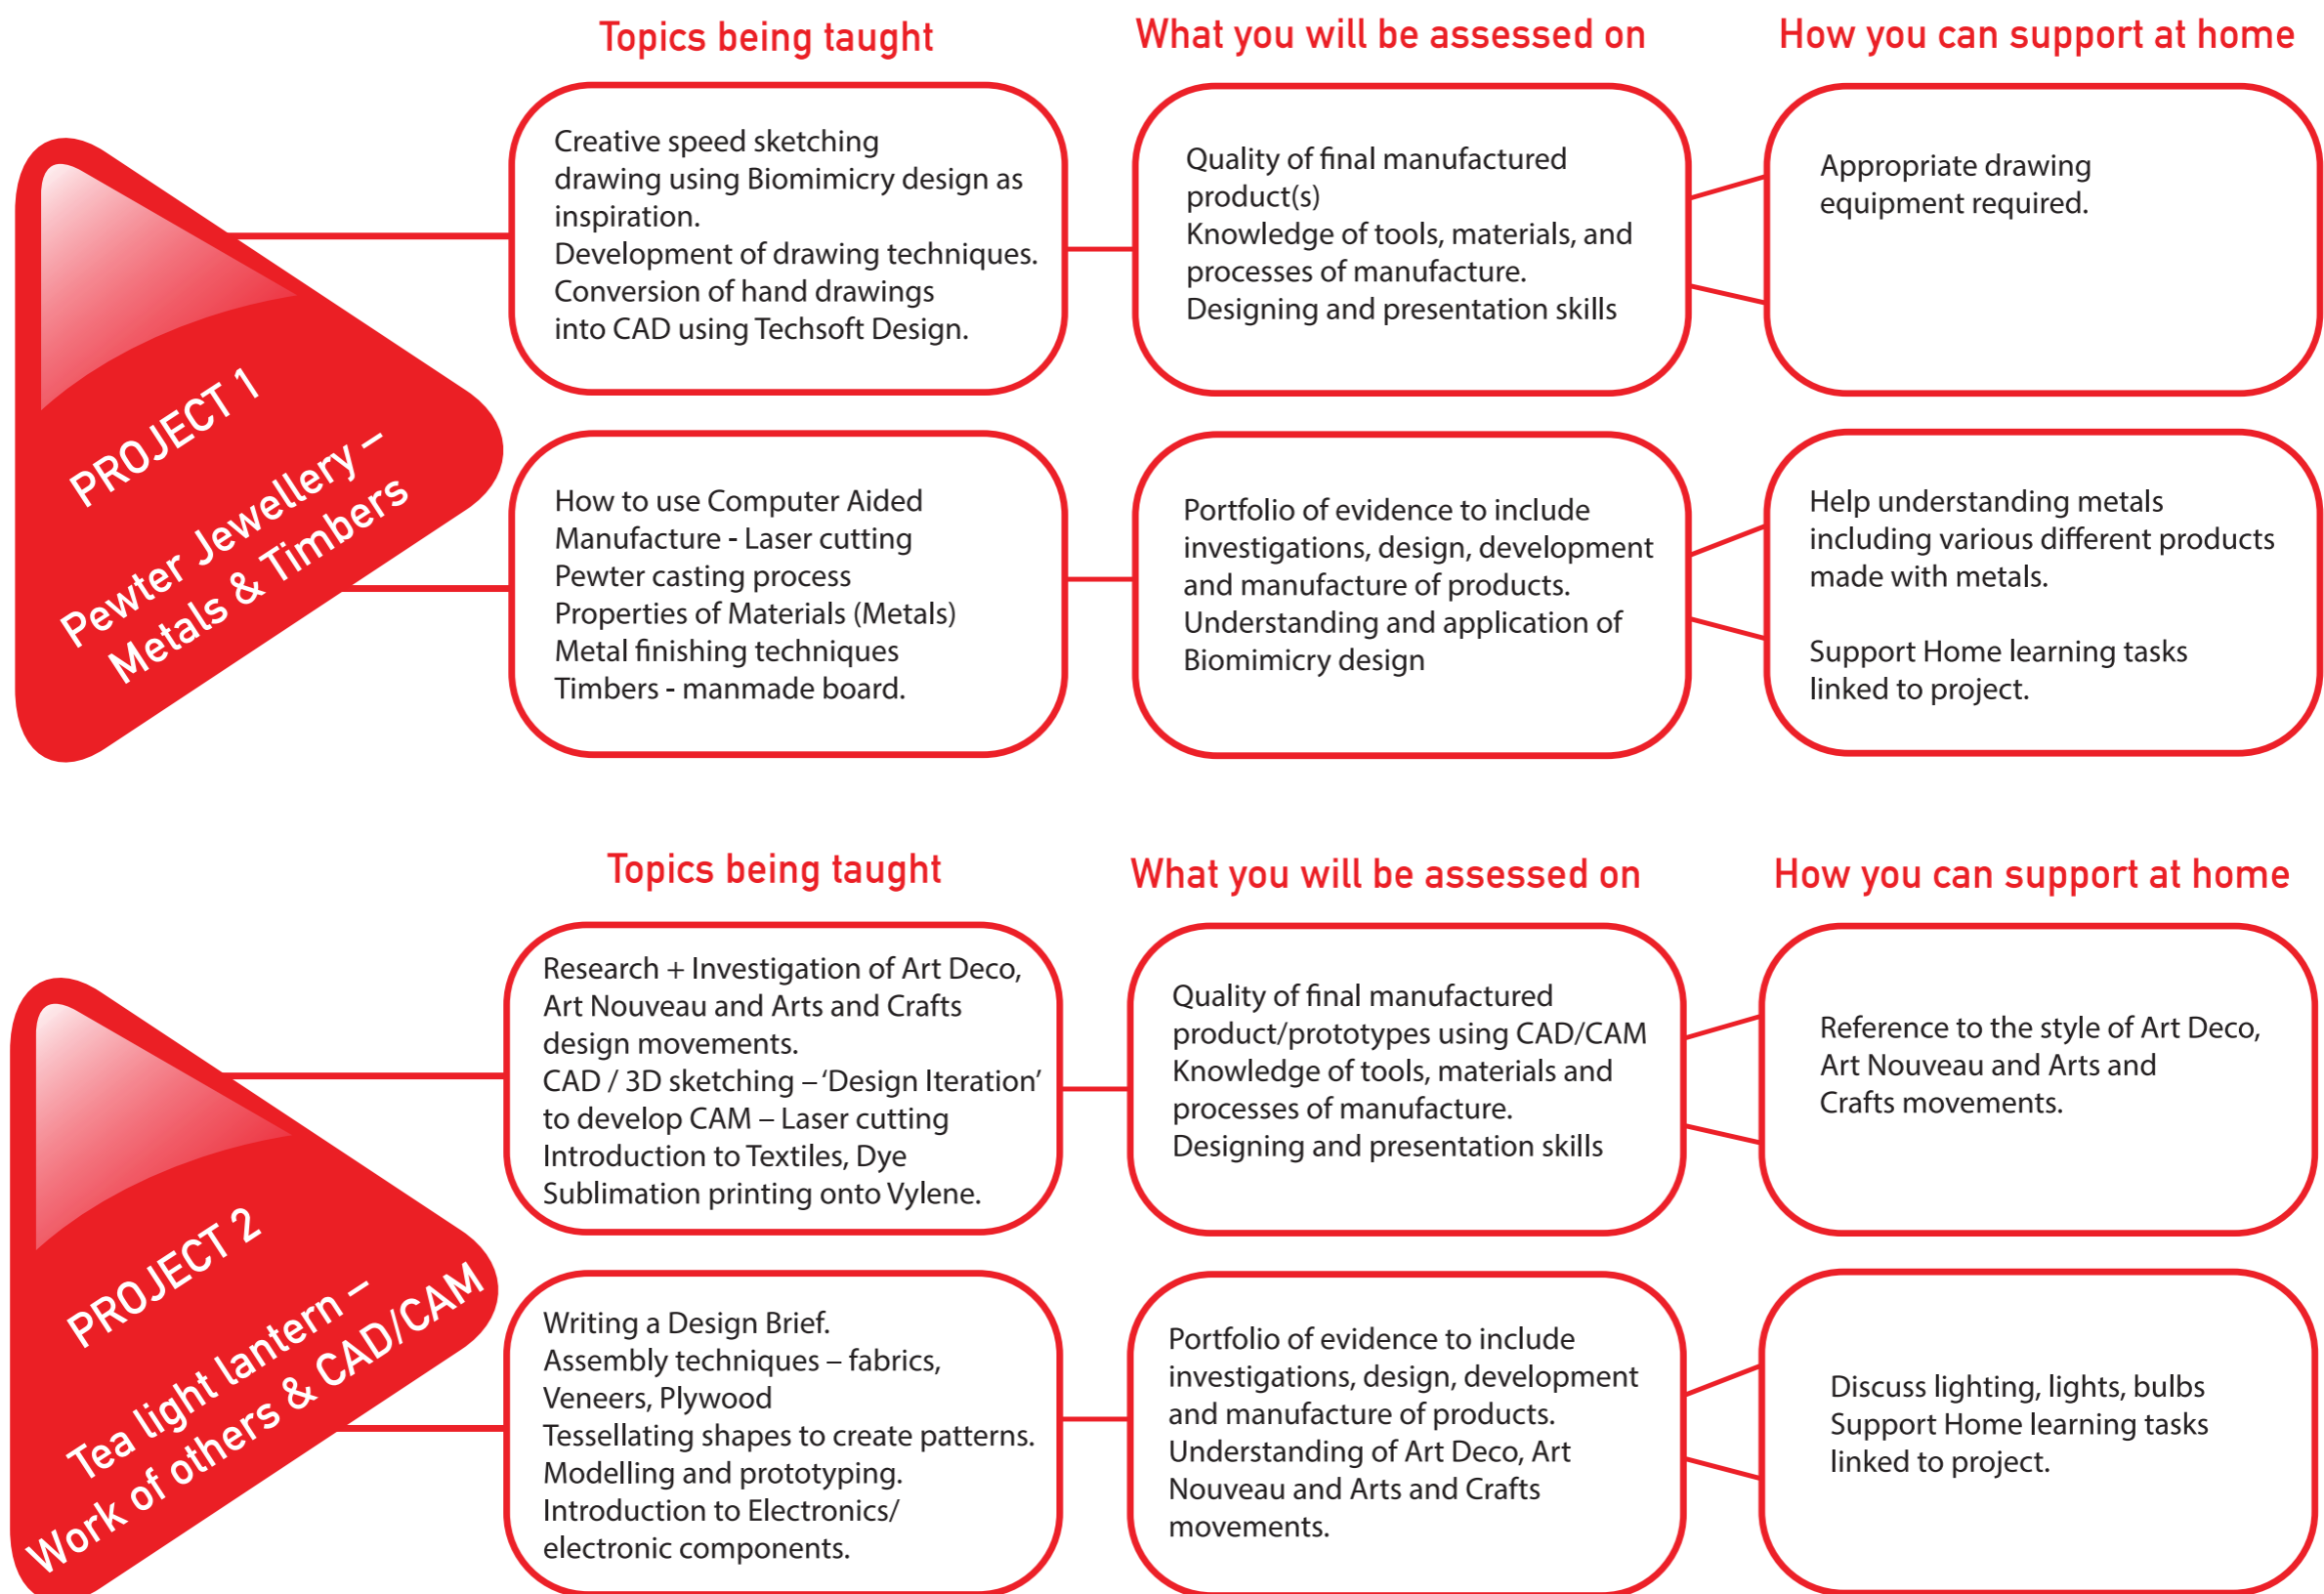 Topics being taught
What you will be assessed on
How you can support at home
PROJECT 1
Pewter Jewellery –
Metals & Timbers
Creative speed sketching
drawing using Biomimicry design as
inspiration.
Development of drawing techniques.
Conversion of hand drawings
into CAD using Techsoft Design.
Quality of final manufactured
product(s)
Knowledge of tools, materials, and
processes of manufacture.
Designing and presentation skills
Appropriate drawing
equipment required.
How to use Computer Aided
Manufacture - Laser cutting
Pewter casting process
Properties of Materials (Metals)
Metal finishing techniques
Timbers - manmade board.
Portfolio of evidence to include
investigations, design, development
and manufacture of products.
Understanding and application of
Biomimicry design
Help understanding metals
including various different products
made with metals.
Support Home learning tasks
linked to project.
Topics being taught
What you will be assessed on
How you can support at home
PROJECT 2
Tea light lantern –
Work of others & CAD/CAM
Research + Investigation of Art Deco,
Art Nouveau and Arts and Crafts
design movements.
CAD / 3D sketching – ‘Design Iteration’
to develop CAM – Laser cutting
Introduction to Textiles, Dye
Sublimation printing onto Vylene.
Quality of final manufactured
product/prototypes using CAD/CAM
Knowledge of tools, materials and
processes of manufacture.
Designing and presentation skills
Reference to the style of Art Deco,
Art Nouveau and Arts and
Crafts movements.
Writing a Design Brief.
Assembly techniques – fabrics,
Veneers, Plywood
Tessellating shapes to create patterns.
Modelling and prototyping.
Introduction to Electronics/
electronic components.
Portfolio of evidence to include
investigations, design, development
and manufacture of products.
Understanding of Art Deco, Art
Nouveau and Arts and Crafts
movements.
Discuss lighting, lights, bulbs
Support Home learning tasks
linked to project.